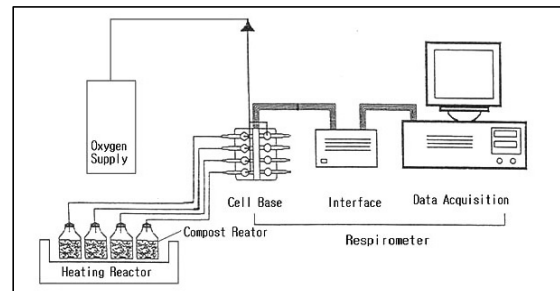 Oxygen
Supply
Cell Base
Interface
Data Acquisition
Compost Reator
Respirometer
Heating Reactor